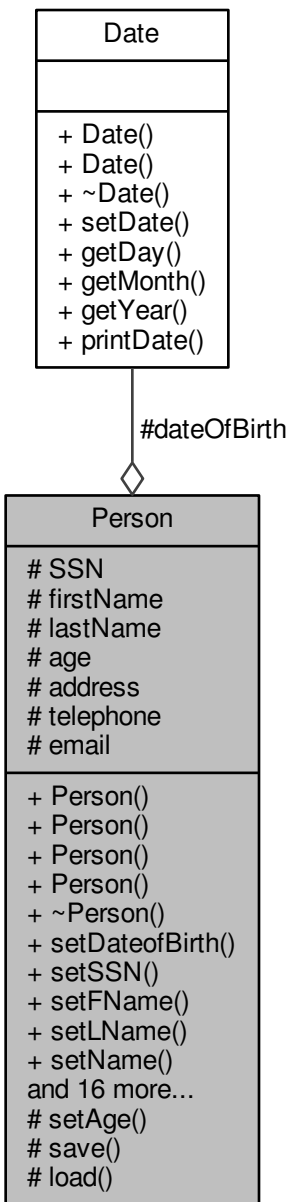 Date
+ Date()
+ Date()
+ ~Date()
+ setDate()
+ getDay()
+ getMonth()
+ getYear()
+ printDate()
#dateOfBirth
Person
# SSN
# firstName
# lastName
# age
# address
# telephone
# email
+ Person()
+ Person()
+ Person()
+ Person()
+ ~Person()
+ setDateofBirth()
+ setSSN()
+ setFName()
+ setLName()
+ setName()
and 16 more...
# setAge()
# save()
# load()